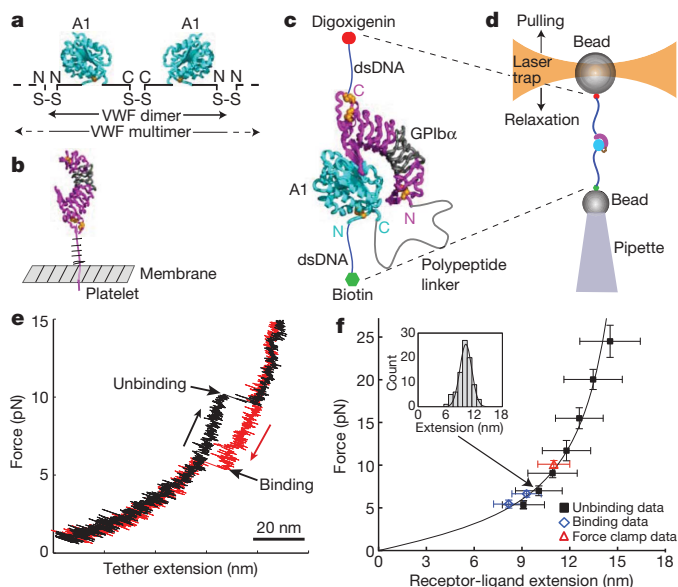 a
A1
A1
N N
C C
N N
S-S
S-S
S-S
VWF dimer
VWF multimer
b
Membrane
Platelet
c
Digoxigenin
dsDNA
C
GPIbα
A1
N
C
N
dsDNA
Polypeptide
linker
Biotin
d
Pulling
Bead
Laser
trap
Relaxation
Bead
Pipette
e
15
10
5
0
Force (pN)
Unbinding
Binding
20 nm
Tether extension (nm)
f
25
20
15
10
5
0
Force (pN)
30
20
10
0
Count
0 6 12 18
Extension (nm)
Unbinding data
Binding data
Force clamp data
0 3 6 9 12 15 18
Receptor-ligand extension (nm)